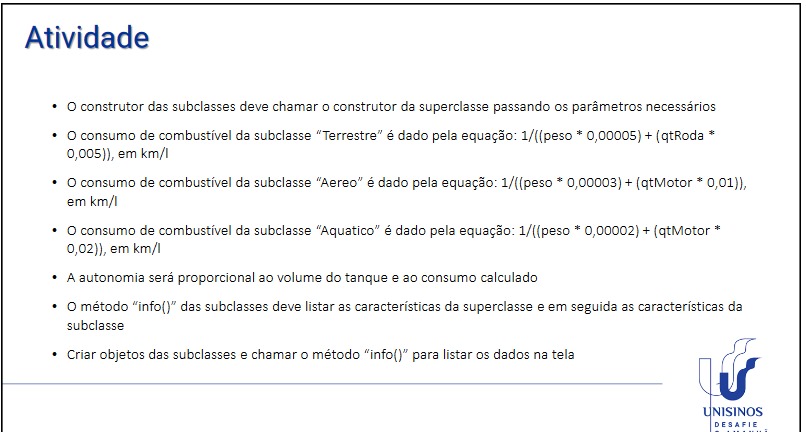 Atividade
• O construtor das subclasses deve chamar o construtor da superclasse passando os parâmetros necessários
• O consumo de combustível da subclasse “Terrestre” é dado pela equação: 1/((peso * 0,00005) + (qtRoda *
0,005)), em km/l
• O consumo de combustível da subclasse “Aereo” é dado pela equação: 1/((peso * 0,00003) + (qtMotor * 0,01)),
em km/l
• O consumo de combustível da subclasse “Aquatico” é dado pela equação: 1/((peso * 0,00002) + (qtMotor *
0,02)), em km/l
• A autonomia será proporcional ao volume do tanque e ao consumo calculado
• O método “info()” das subclasses deve listar as características da superclasse e em seguida as características da
subclasse
• Criar objetos das subclasses e chamar o método “info()” para listar os dados na tela
UNISINOS
DESAFIE